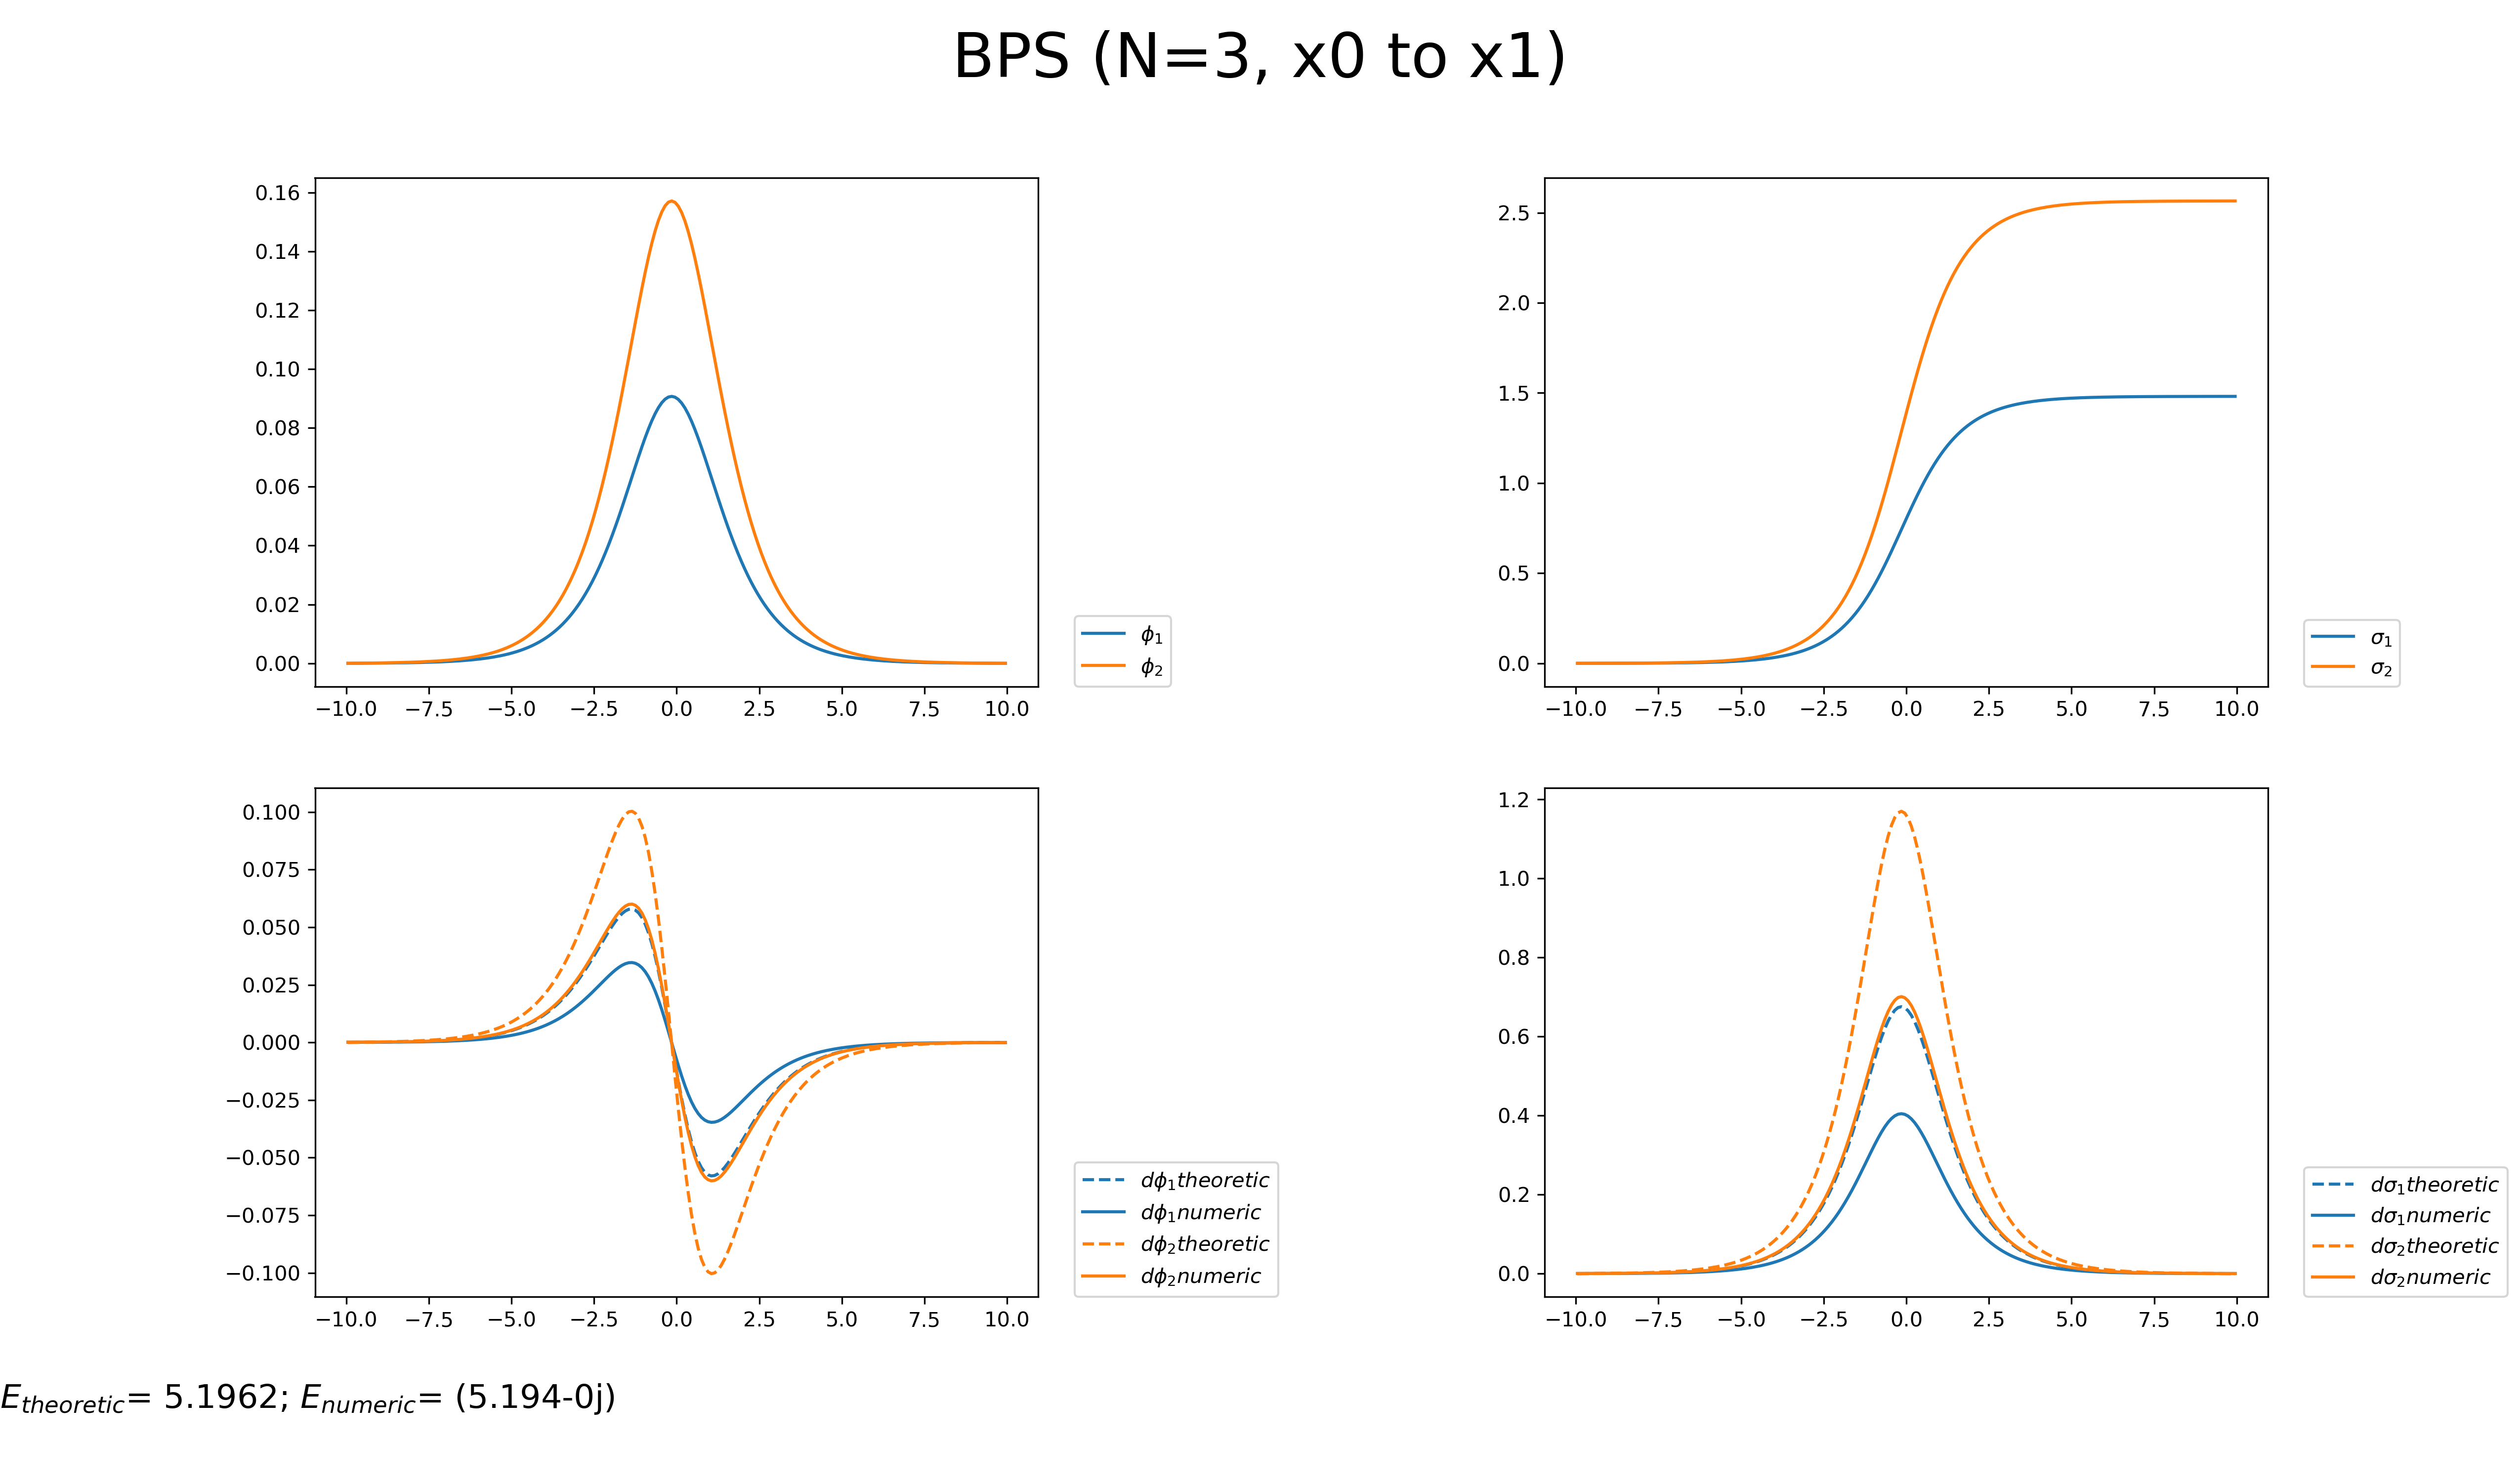 BPS (N=3, x0 to x1)
0.16
0.14
0.12
0.10
0.08
0.06
0.04
0.02
0.00
−10.0 −7.5 −5.0 −2.5 0.0 2.5 5.0 7.5 10.0
ϕ₁
ϕ₂
2.5
2.0
1.5
1.0
0.5
0.0
−10.0 −7.5 −5.0 −2.5 0.0 2.5 5.0 7.5 10.0
σ₁
σ₂
0.100
0.075
0.050
0.025
0.000
−0.025
−0.050
−0.075
−0.100
−10.0 −7.5 −5.0 −2.5 0.0 2.5 5.0 7.5 10.0
dϕ₁theoretic
dϕ₁numeric
dϕ₂theoretic
dϕ₂numeric
1.2
1.0
0.8
0.6
0.4
0.2
0.0
−10.0 −7.5 −5.0 −2.5 0.0 2.5 5.0 7.5 10.0
dσ₁theoretic
dσ₁numeric
dσ₂theoretic
dσ₂numeric
E_theoretic= 5.1962; E_numeric= (5.194-0j)